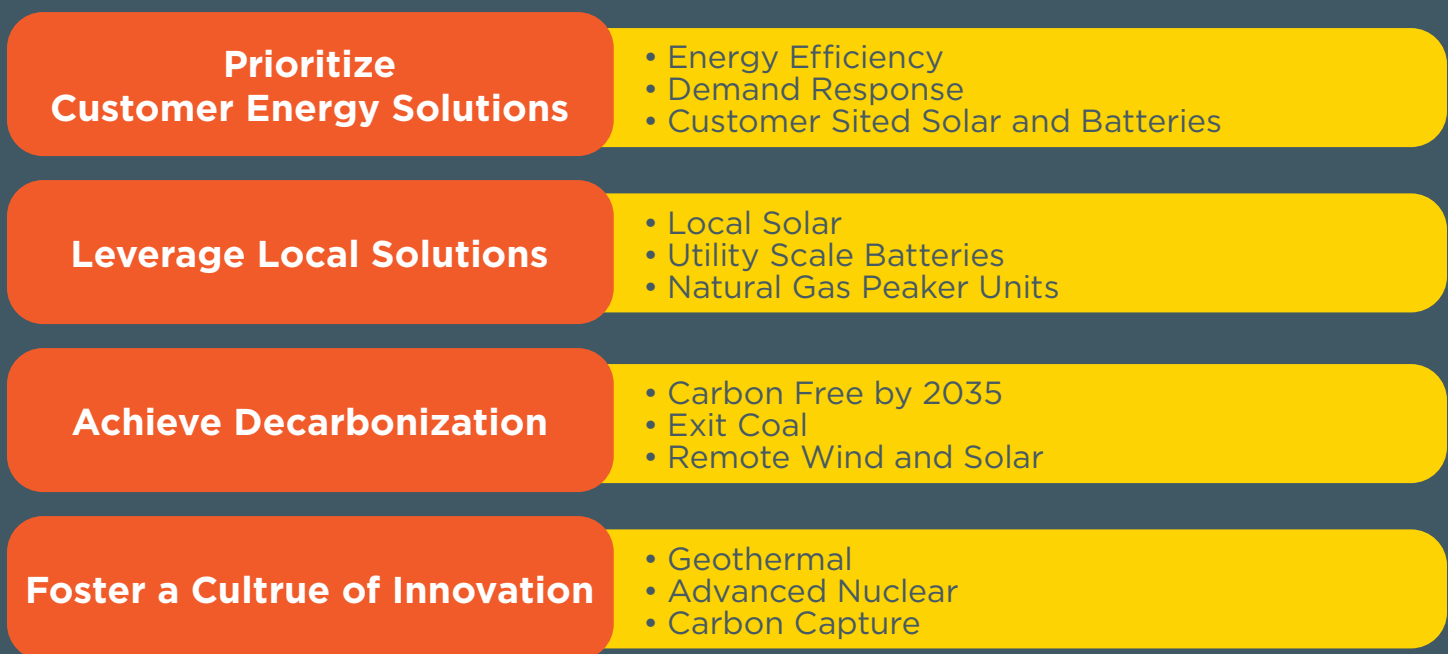 Prioritize
Customer Energy Solutions
• Energy Efficiency
• Demand Response
• Customer Sited Solar and Batteries
Leverage Local Solutions
• Local Solar
• Utility Scale Batteries
• Natural Gas Peaker Units
Achieve Decarbonization
• Carbon Free by 2035
• Exit Coal
• Remote Wind and Solar
Foster a Cultrue of Innovation
• Geothermal
• Advanced Nuclear
• Carbon Capture